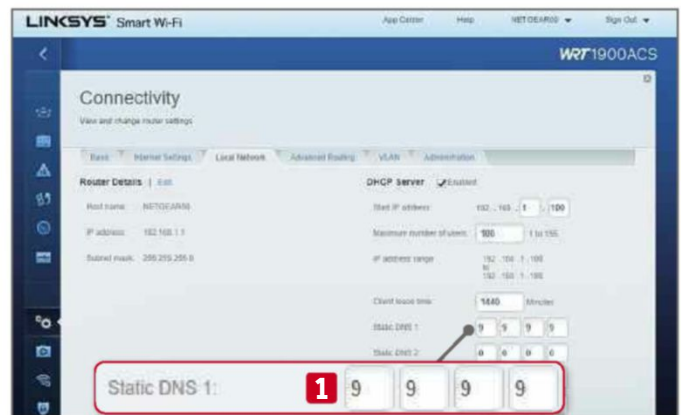 LINKSYS Smart Wi-Fi App Center Help NETGEAR00 Sign Out
WRT1900ACS
Connectivity
View and change router settings
Basic Internet Settings Local Network Advanced Routing VLAN Administration
Router Details | Edit DHCP Server Enabled
Host name: Start IP address: 192 . 168 . 1 . 100
IP address: 192.168.1.1 Maximum number of users: 1 to 155
Subnet mask: 255.255.255.0 IP address range:
to
Client lease time: 1440 Minutes
Static DNS 1: 9 9 9 9
Static DNS 2: 0 0 0 0
Static DNS 1: 1 9 9 9 9